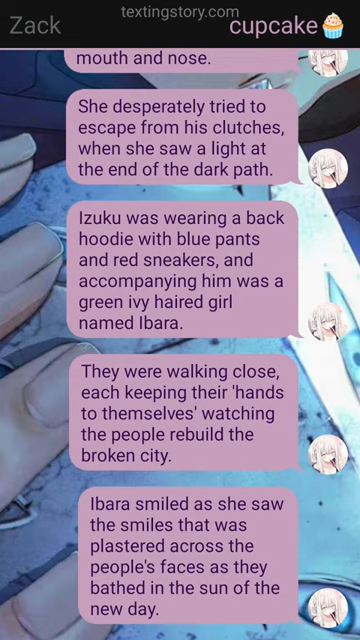 textingstory.com
Zack
cupcake🧁
mouth and nose.
She desperately tried to
escape from his clutches,
when she saw a light at
the end of the dark path.
Izuku was wearing a back
hoodie with blue pants
and red sneakers, and
accompanying him was a
green ivy haired girl
named Ibara.
They were walking close,
each keeping their 'hands
to themselves' watching
the people rebuild the
broken city.
Ibara smiled as she saw
the smiles that was
plastered across the
people's faces as they
bathed in the sun of the
new day.